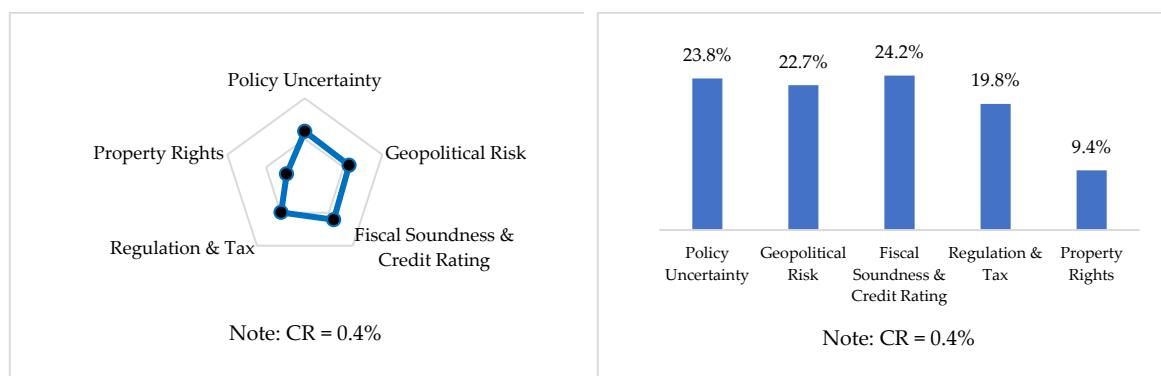 Policy Uncertainty
Property Rights
Geopolitical Risk
Regulation & Tax
Fiscal Soundness &
Credit Rating
Note: CR = 0.4%
23.8%
22.7%
24.2%
19.8%
9.4%
Policy
Uncertainty
Geopolitical
Risk
Fiscal
Soundness &
Credit Rating
Regulation &
Tax
Property
Rights
Note: CR = 0.4%